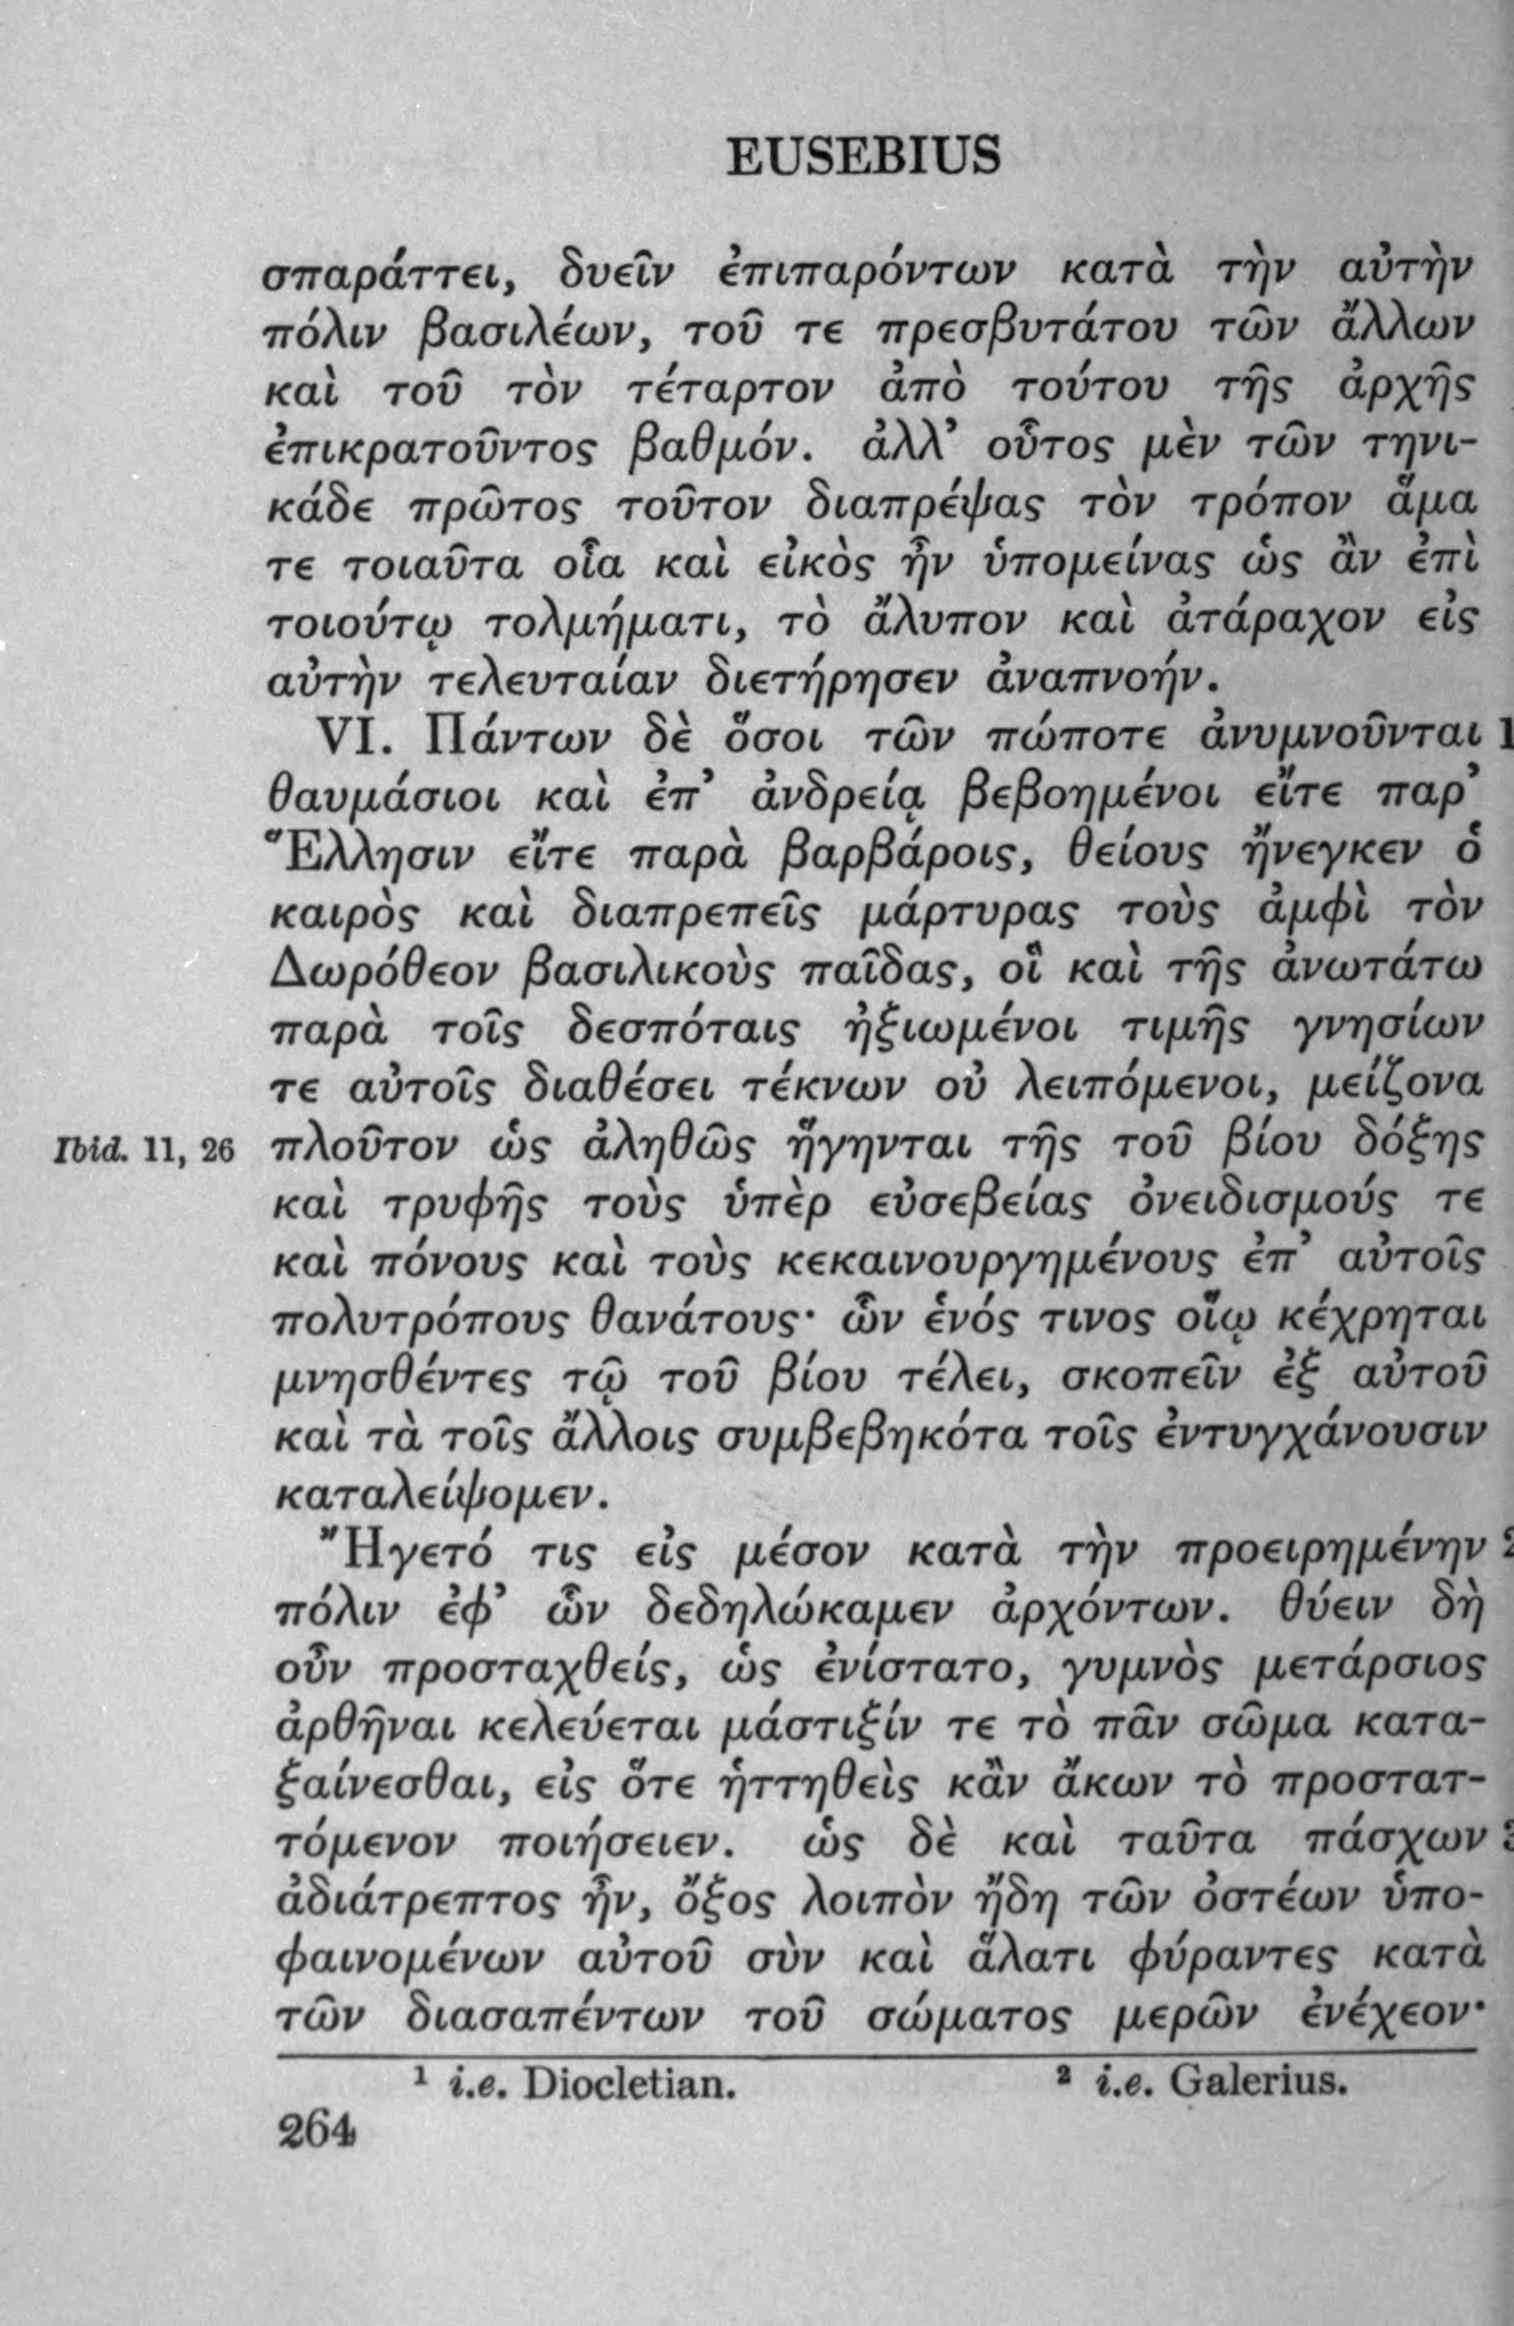 EUSEBIUS
σπαράττει, δυεῖν ἐπιπαρόντων κατὰ τὴν αὐτὴν
πόλιν βασιλέων, τοῦ τε πρεσβυτάτου τῶν ἄλλων
καὶ τοῦ τὸν τέταρτον ἀπὸ τούτου τῆς ἀρχῆς
ἐπικρατοῦντος βαθμόν. ἀλλ’ οὗτος μὲν τῶν τηνι-
κάδε πρῶτος τοῦτον διαπρέψας τὸν τρόπον ἅμα
τε τοιαῦτα οἷα καὶ εἰκὸς ἦν ὑπομείνας ὡς ἂν ἐπὶ
τοιούτῳ τολμήματι, τὸ ἄλυπον καὶ ἀτάραχον εἰς
αὐτὴν τελευταίαν διετήρησεν ἀναπνοήν.
VI. Πάντων δὲ ὅσοι τῶν πώποτε ἀνυμνοῦνται 1
θαυμάσιοι καὶ ἐπ’ ἀνδρείᾳ βεβοημένοι εἴτε παρ’
Ἕλλησιν εἴτε παρὰ βαρβάροις, θείους ἤνεγκεν ὁ
καιρὸς καὶ διαπρεπεῖς μάρτυρας τοὺς ἀμφὶ τὸν
Δωρόθεον βασιλικοὺς παῖδας, οἳ καὶ τῆς ἀνωτάτω
παρὰ τοῖς δεσπόταις ἠξιωμένοι τιμῆς γνησίων
τε αὐτοῖς διαθέσει τέκνων οὐ λειπόμενοι, μείζονα
Ibid. 11, 26 πλοῦτον ὡς ἀληθῶς ἥγηνται τῆς τοῦ βίου δόξης
καὶ τρυφῆς τοὺς ὑπὲρ εὐσεβείας ὀνειδισμούς τε
καὶ πόνους καὶ τοὺς κεκαινουργημένους ἐπ’ αὐτοῖς
πολυτρόπους θανάτους· ὧν ἑνός τινος οἵῳ κέχρηται
μνησθέντες τῷ τοῦ βίου τέλει, σκοπεῖν ἐξ αὐτοῦ
καὶ τὰ τοῖς ἄλλοις συμβεβηκότα τοῖς ἐντυγχάνουσιν
καταλείψομεν.
Ἤγετό τις εἰς μέσον κατὰ τὴν προειρημένην 2
πόλιν ἐφ’ ὧν δεδηλώκαμεν ἀρχόντων. θύειν δὴ
οὖν προσταχθείς, ὡς ἐνίστατο, γυμνὸς μετάρσιος
ἀρθῆναι κελεύεται μάστιξίν τε τὸ πᾶν σῶμα κατα-
ξαίνεσθαι, εἰς ὅτε ἡττηθεὶς κἂν ἄκων τὸ προστατ-
τόμενον ποιήσειεν. ὡς δὲ καὶ ταῦτα πάσχων 3
ἀδιάτρεπτος ἦν, ὄξος λοιπὸν ἤδη τῶν ὀστέων ὑπο-
φαινομένων αὐτοῦ σὺν καὶ ἅλατι φύραντες κατὰ
τῶν διασαπέντων τοῦ σώματος μερῶν ἐνέχεον·
¹ i.e. Diocletian. ² i.e. Galerius.
264